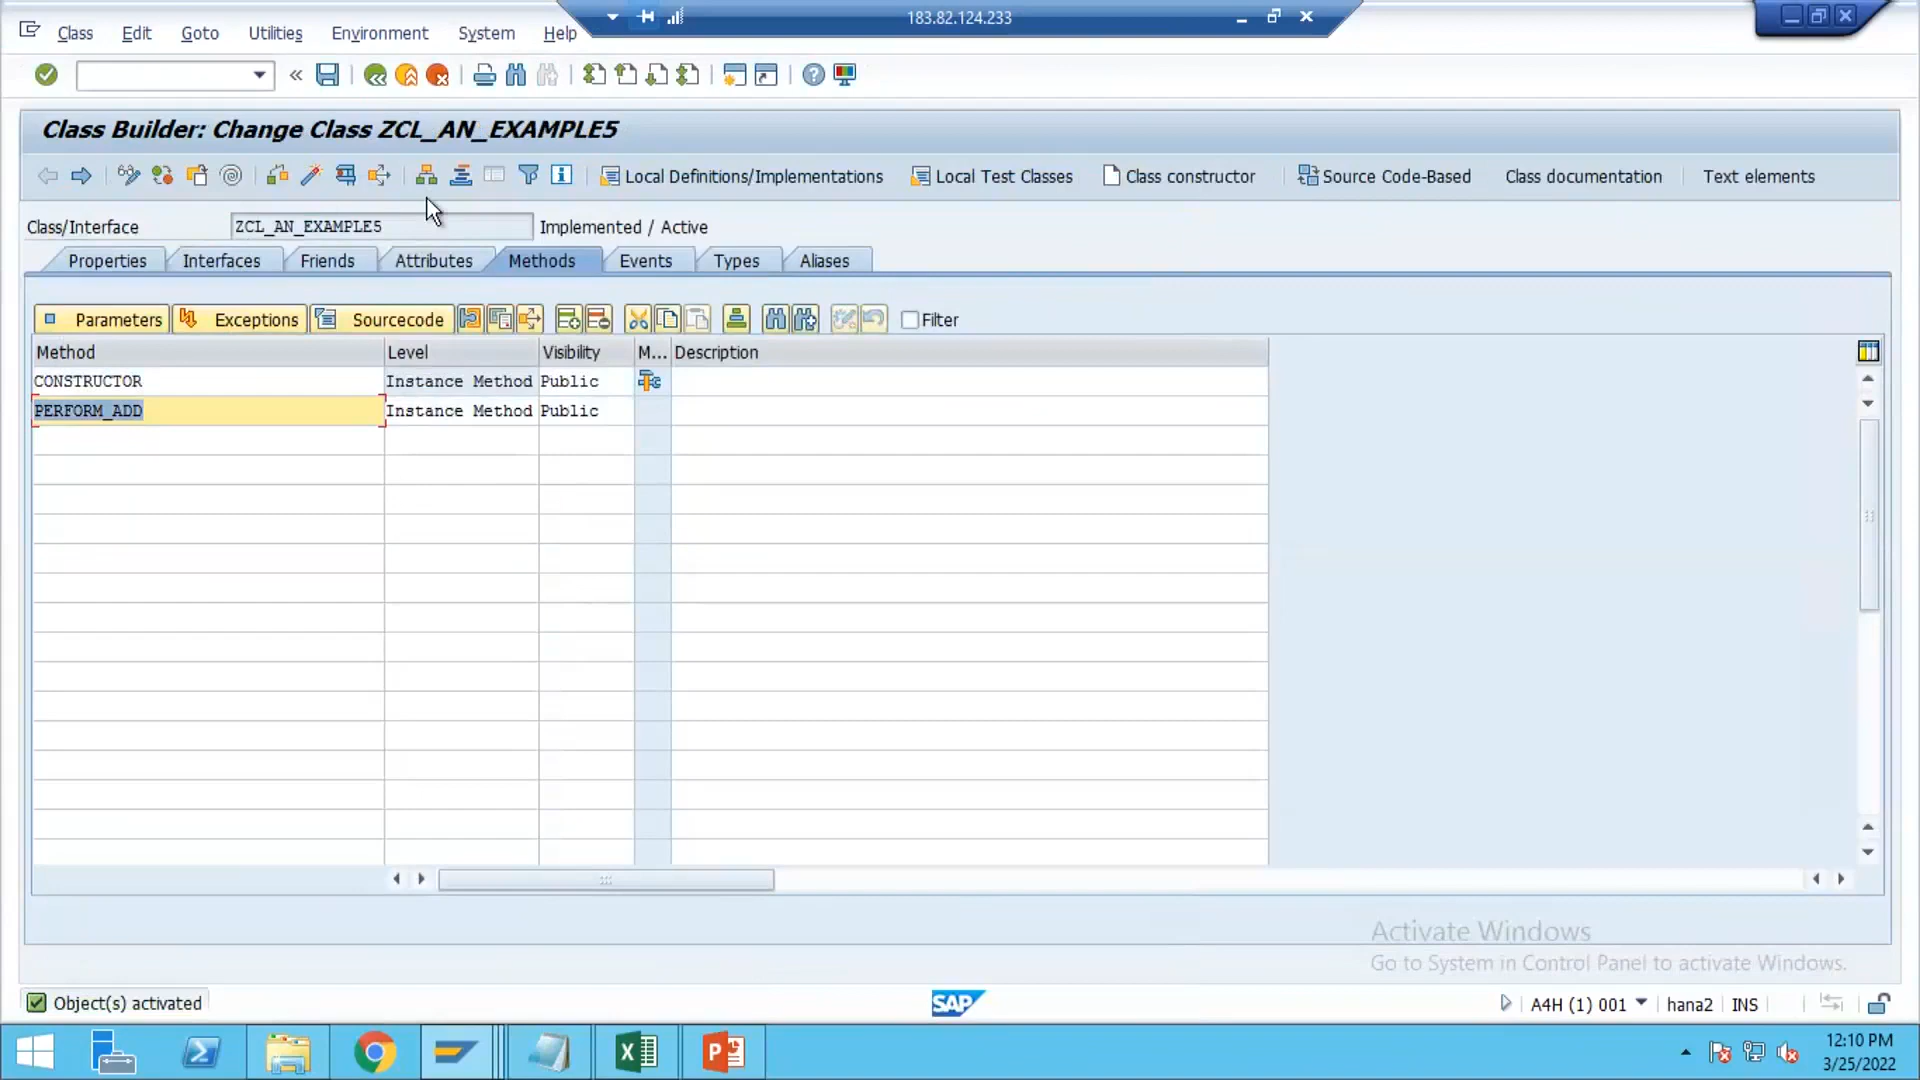 183.82.124.233
Class Edit Goto Utilities Environment System Help
Class Builder: Change Class ZCL_AN_EXAMPLE5
Local Definitions/Implementations Local Test Classes Class constructor Source Code-Based Class documentation Text elements
Class/Interface ZCL_AN_EXAMPLE5 Implemented / Active
Properties Interfaces Friends Attributes Methods Events Types Aliases
Parameters Exceptions Sourcecode Filter
Method Level Visibility M... Description
CONSTRUCTOR Instance Method Public
PERFORM_ADD Instance Method Public
Activate Windows
Go to System in Control Panel to activate Windows.
Object(s) activated SAP A4H (1) 001 hana2 INS
12:10 PM
3/25/2022